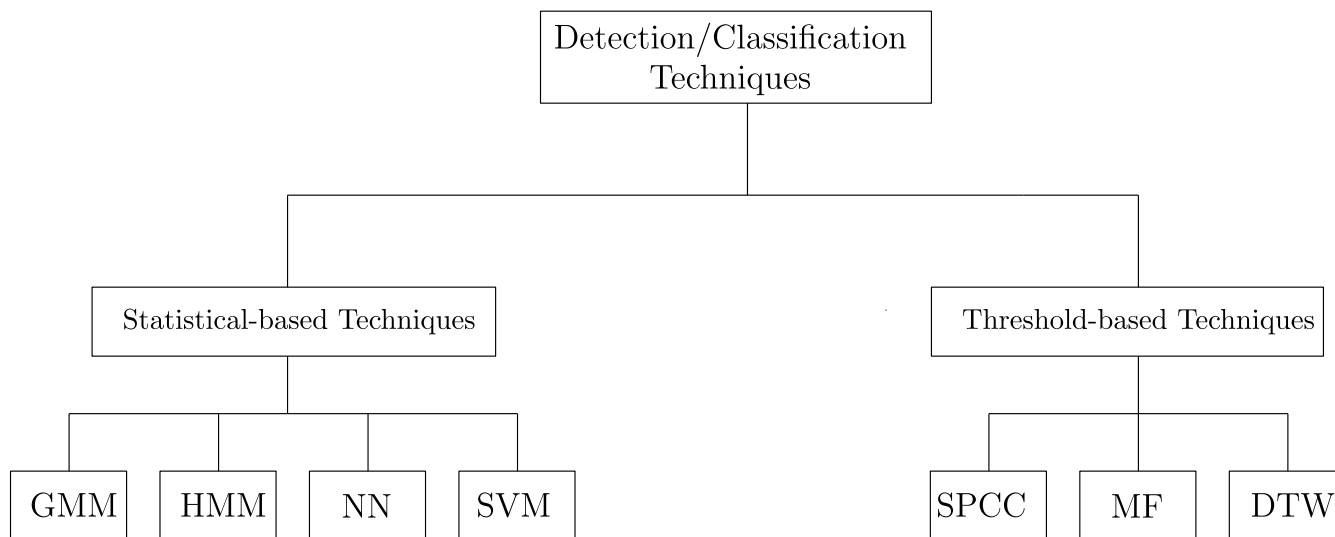 Detection/Classification
Techniques
Statistical-based Techniques
Threshold-based Techniques
GMM
HMM
NN
SVM
SPCC
MF
DTW